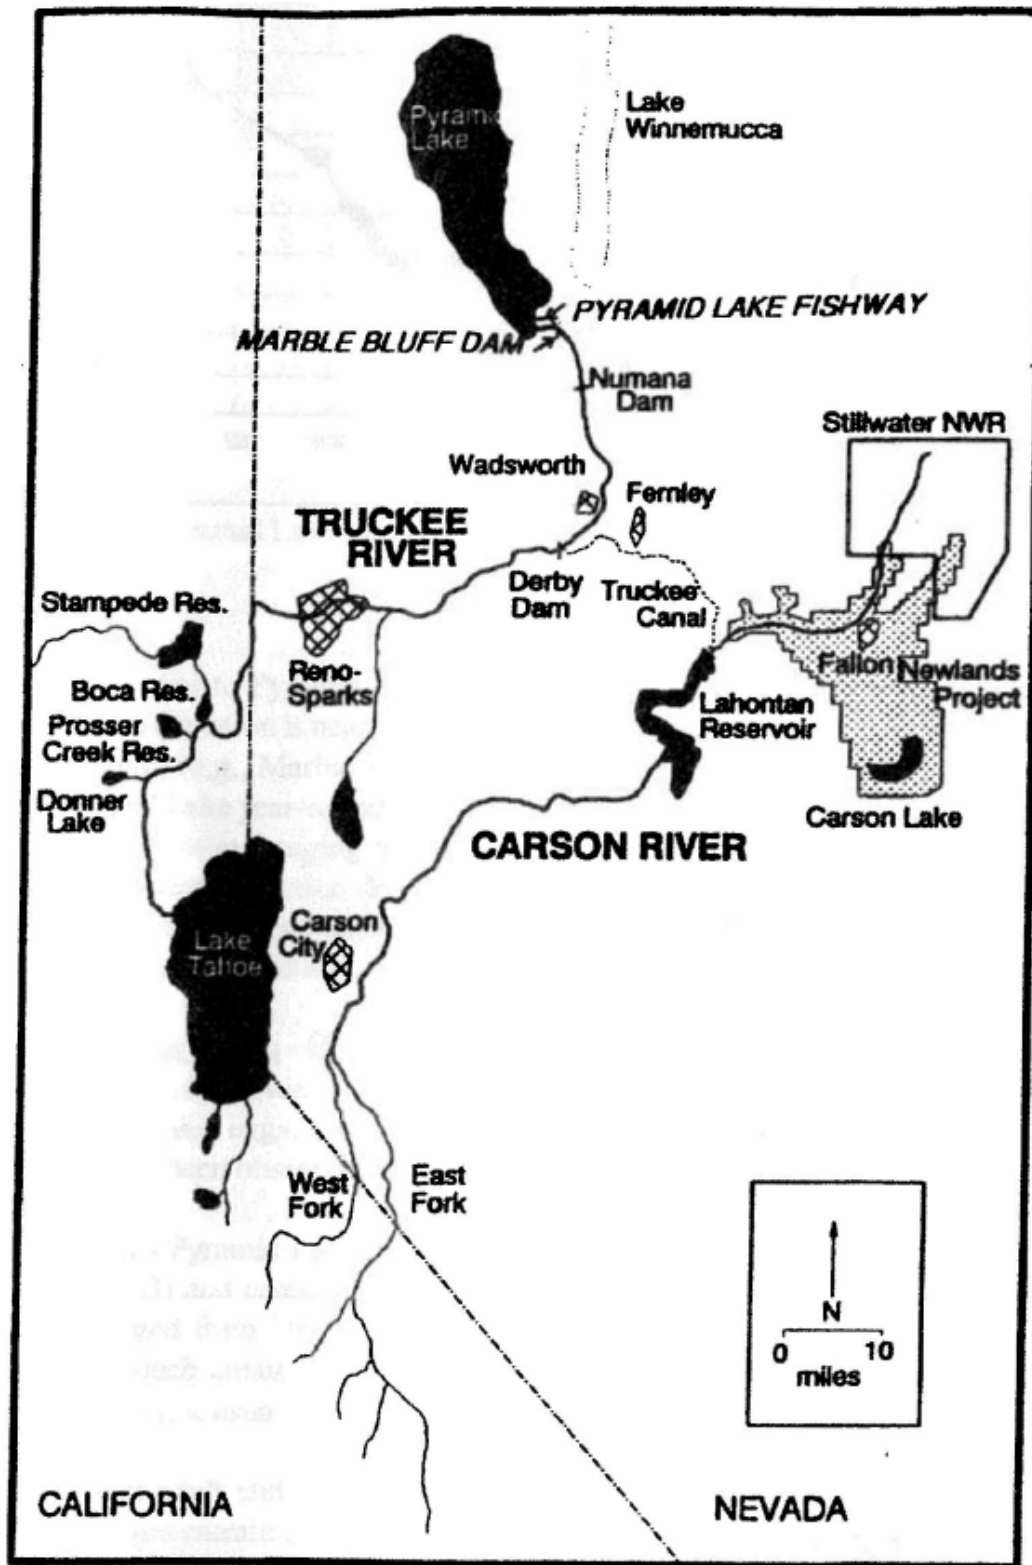 Pyramid
Lake
Lake
Winnemucca
PYRAMID LAKE FISHWAY
MARBLE BLUFF DAM
Numana
Dam
Stillwater NWR
Wadsworth
Fernley
TRUCKEE
RIVER
Derby
Dam
Truckee
Canal
Stampede Res.
Reno-
Sparks
Boca Res.
Prosser
Creek Res.
Donner
Lake
Fallon
Newlands
Project
Lahontan
Reservoir
Carson Lake
CARSON RIVER
Carson
City
Lake
Tahoe
West
Fork
East
Fork
N
0 10
miles
CALIFORNIA
NEVADA